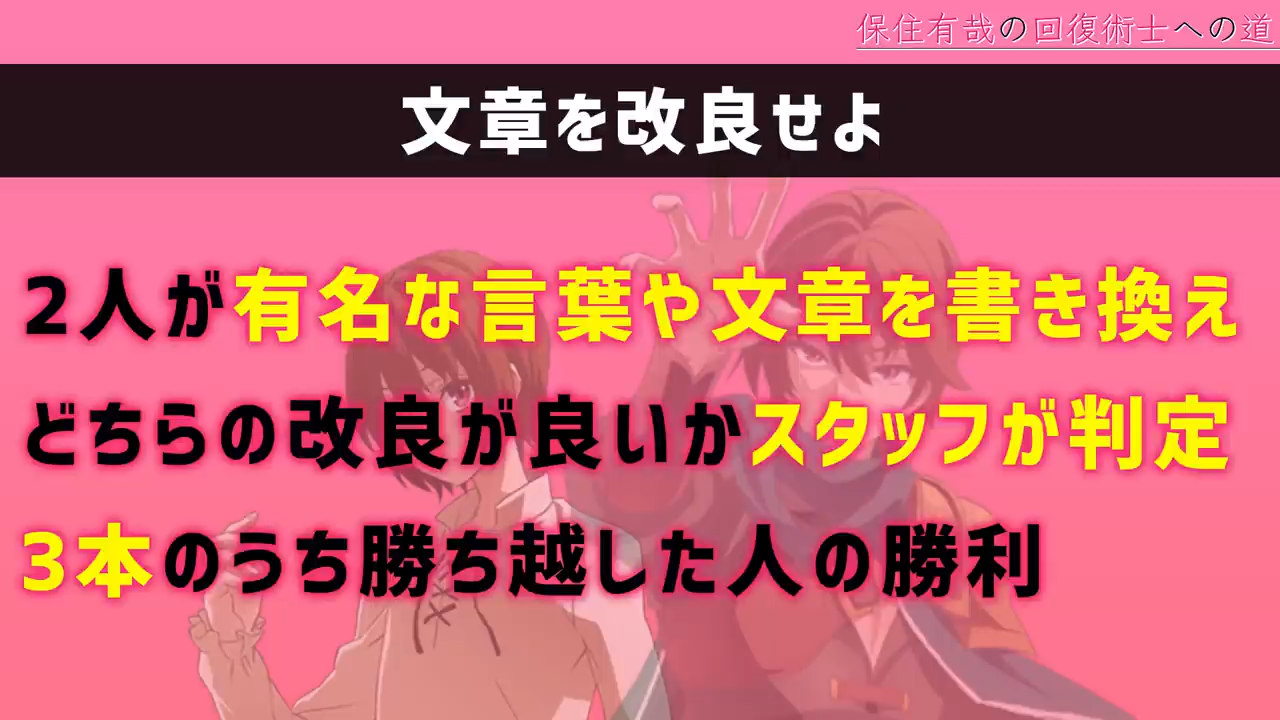 保住有哉の回復術士への道
文章を改良せよ
2人が有名な言葉や文章を書き換え
どちらの改良が良いかスタッフが判定
3本のうち勝ち越した人の勝利